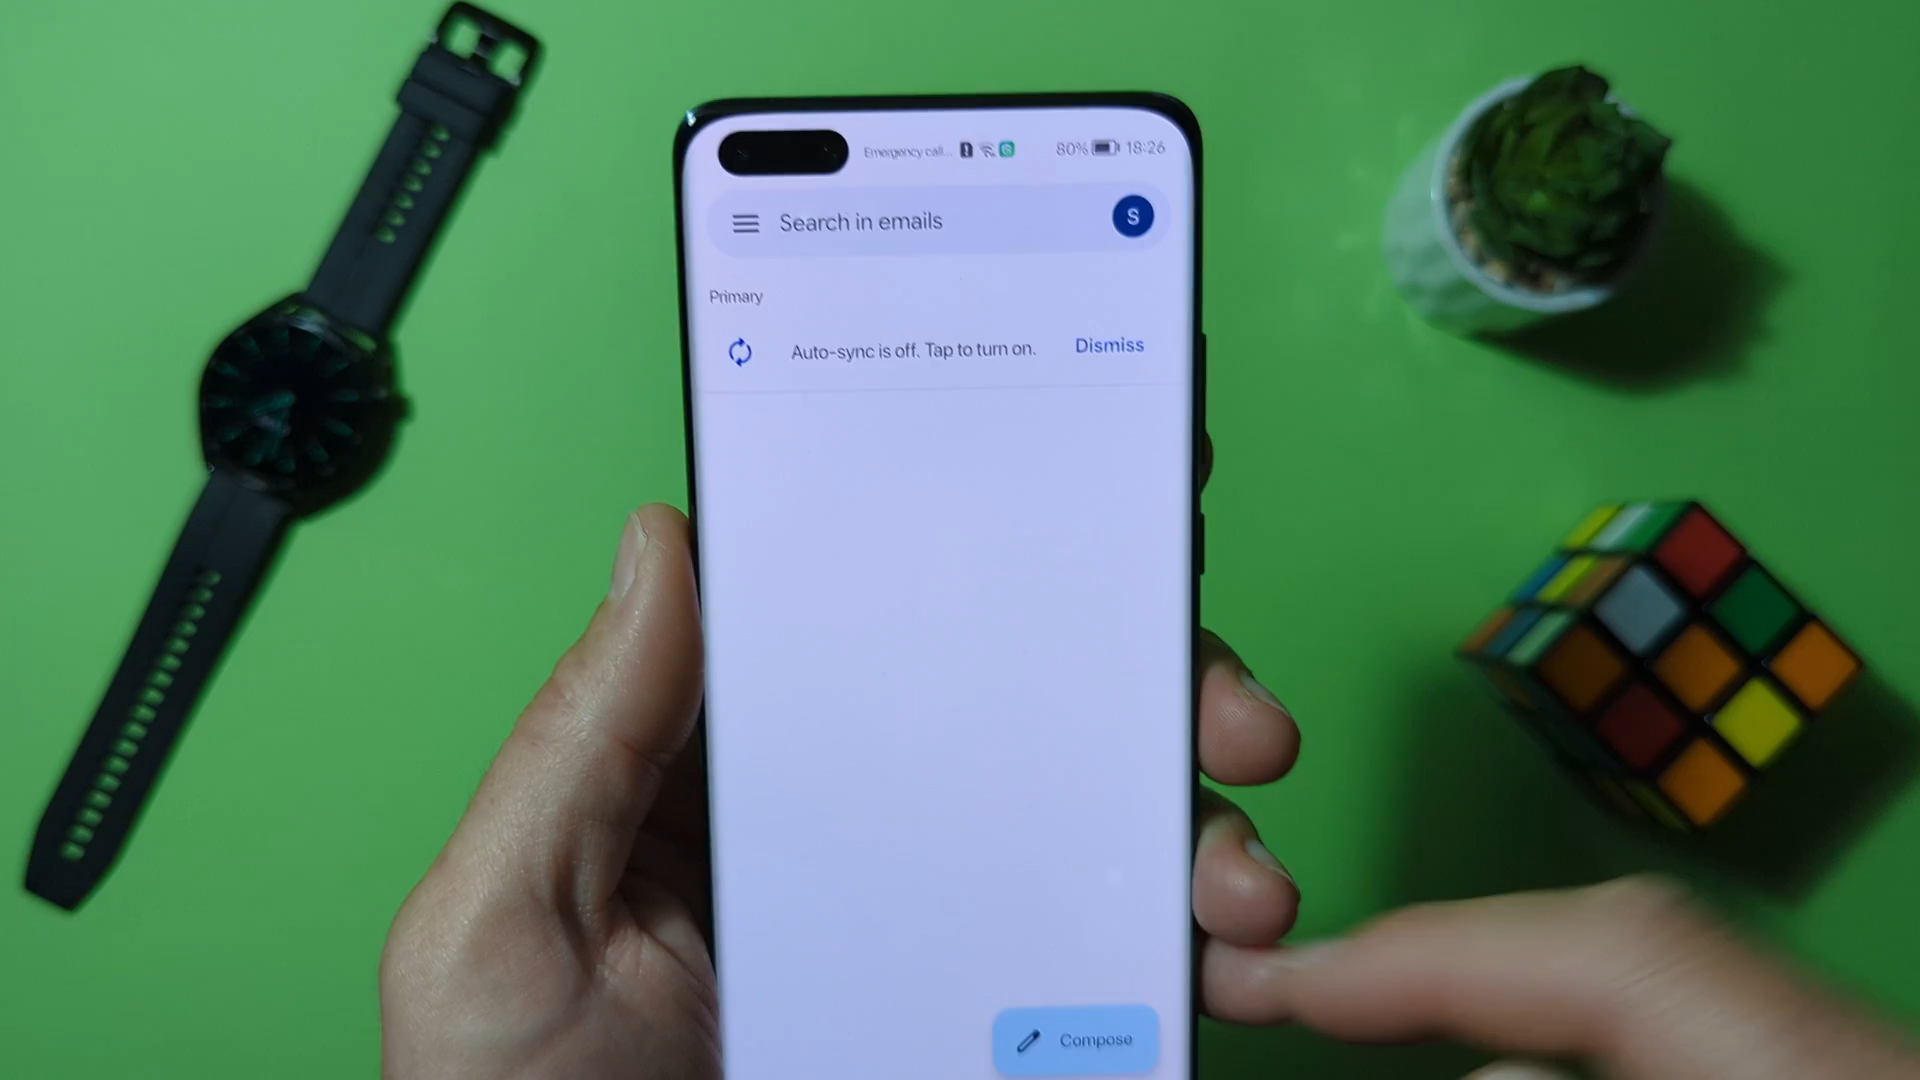 Emergency call... 80% 18:26
Search in emails S
Primary
Auto-sync is off. Tap to turn on. Dismiss
Compose